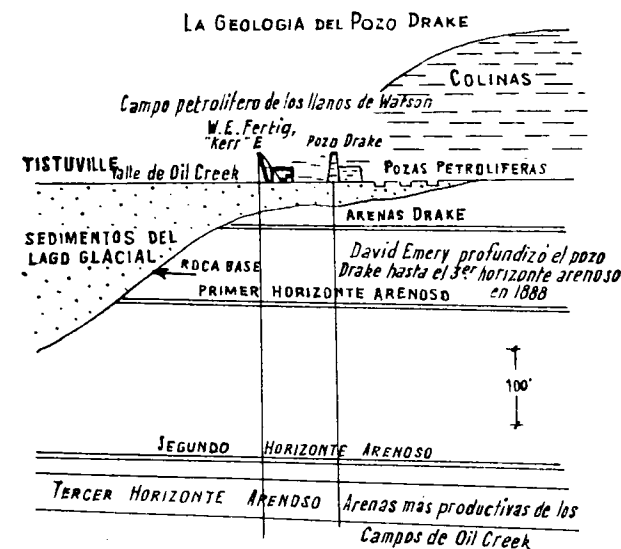 LA GEOLOGIA DEL POZO DRAKE
COLINAS
Campo petrolifero de los llanos de Watson
W.E. Fertig,
"Kerr" E
Pozo Drake
TISTUVILLE
Valle de Oil Creek
POZAS PETROLIFERAS
ARENAS DRAKE
SEDIMENTOS DEL
LAGO GLACIAL
ROCA BASE
David Emery profundizó el pozo
Drake hasta el 3er horizonte arenoso
en 1888
PRIMER HORIZONTE ARENOSO
100'
SEGUNDO HORIZONTE ARENOSO
TERCER HORIZONTE ARENOSO
Arenas mas productivas de los
Campos de Oil Creek